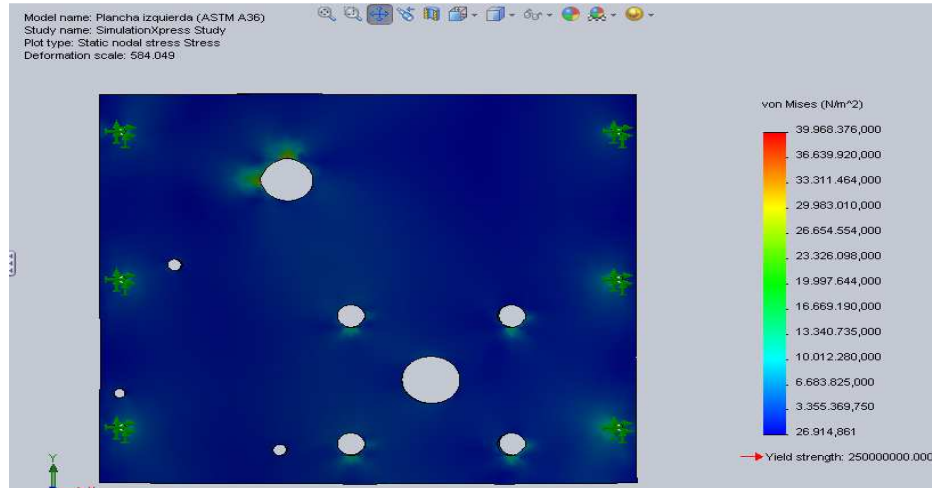 Model name: Plancha izquierda (ASTM A36)
Study name: SimulationXpress Study
Plot type: Static nodal stress Stress
Deformation scale: 584.049
von Mises (N/m^2)
39.968.376,000
36.639.920,000
33.311.464,000
29.983.010,000
26.654.554,000
23.326.098,000
19.997.644,000
16.669.190,000
13.340.735,000
10.012.280,000
6.683.825,000
3.355.369,750
26.914,861
Yield strength: 250000000.000
Y